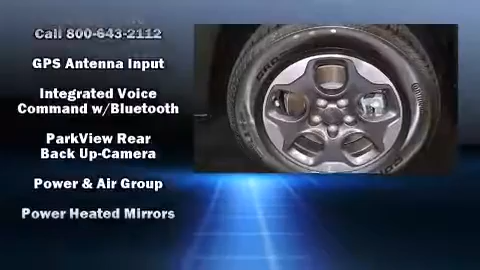 Call 800-643-2112
GPS Antenna Input
Integrated Voice
Command w/Bluetooth
ParkView Rear
Back Up-Camera
Power & Air Group
Power Heated Mirrors